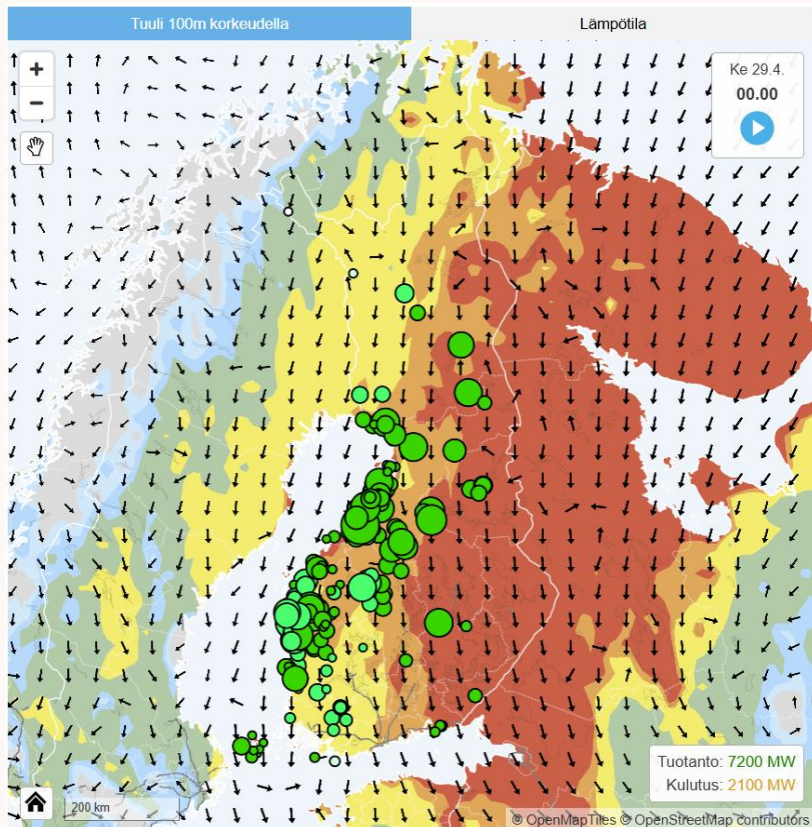 Tuuli 100m korkeudella
Lämpötila
+
−
Ke 29.4.
00.00
Tuotanto: 7200 MW
Kulutus: 2100 MW
200 km
© OpenMapTiles © OpenStreetMap contributors